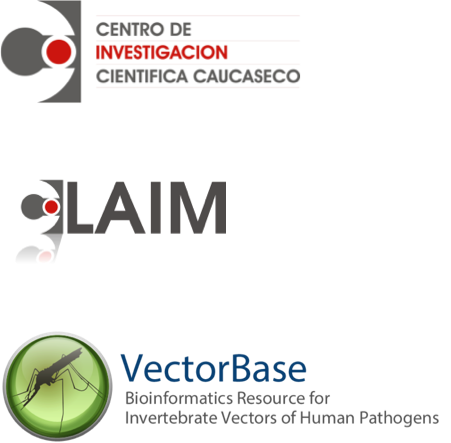 CENTRO DE
INVESTIGACION
CIENTIFICA CAUCASECO
LAIM
VectorBase
Bioinformatics Resource for
Invertebrate Vectors of Human Pathogens